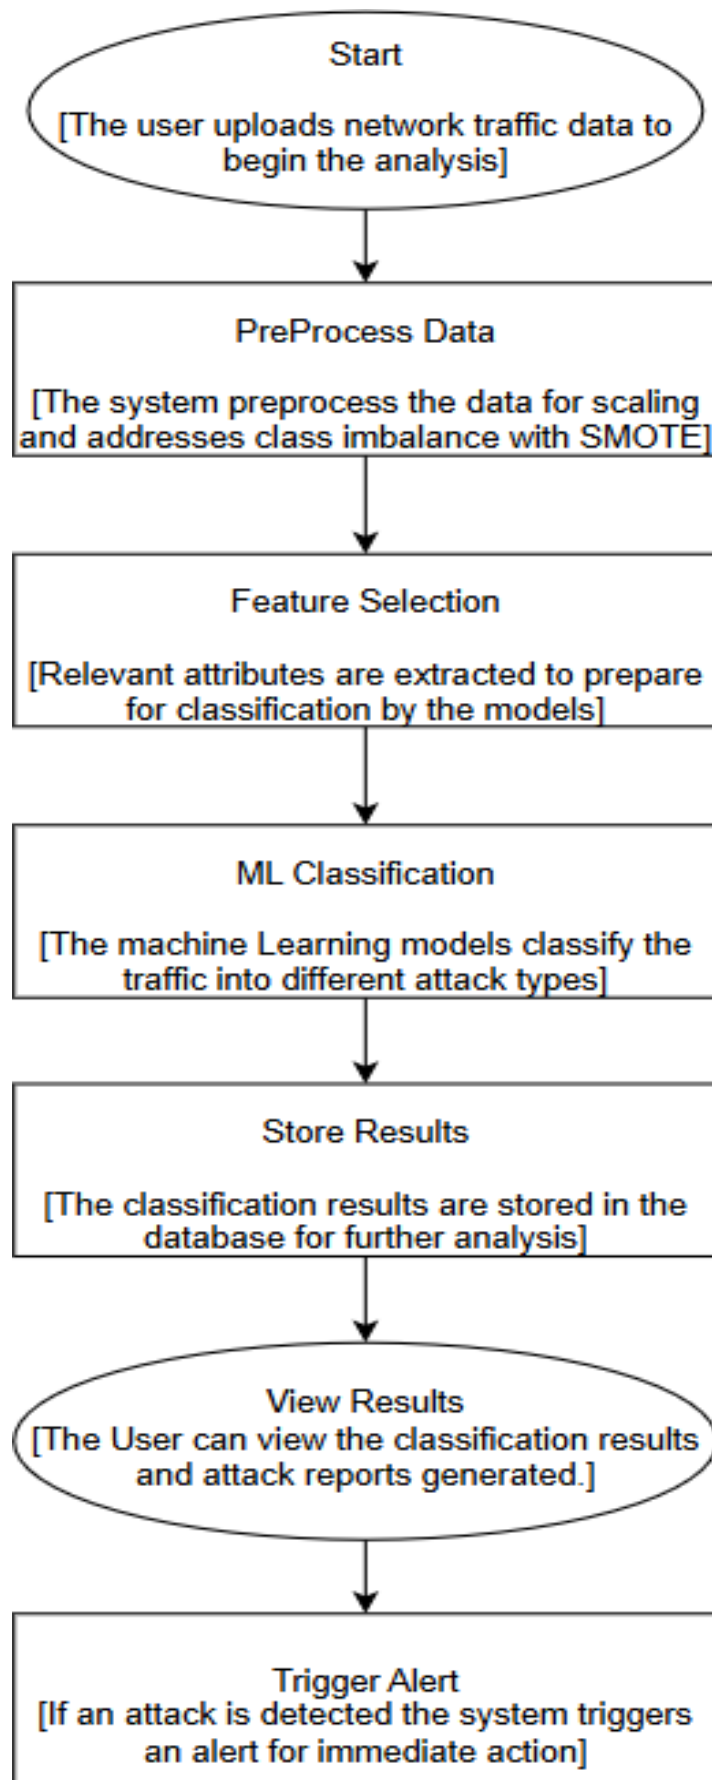 Start
[The user uploads network traffic data to
begin the analysis]
PreProcess Data
[The system preprocess the data for scaling
and addresses class imbalance with SMOTE]
Feature Selection
[Relevant attributes are extracted to prepare
for classification by the models]
ML Classification
[The machine Learning models classify the
traffic into different attack types]
Store Results
[The classification results are stored in the
database for further analysis]
View Results
[The User can view the classification results
and attack reports generated.]
Trigger Alert
[If an attack is detected the system triggers
an alert for immediate action]